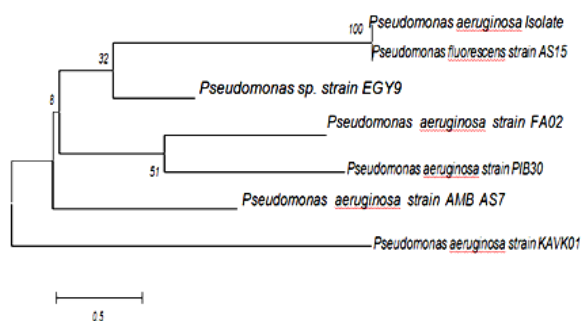 Pseudomonas aeruginosa Isolate
100
Pseudomonas fluorescens strain AS15
32
Pseudomonas sp. strain EGY9
8
Pseudomonas aeruginosa strain FA02
51
Pseudomonas aeruginosa strain PIB30
Pseudomonas aeruginosa strain AMB AS7
Pseudomonas aeruginosa strain KAVK01
0.5